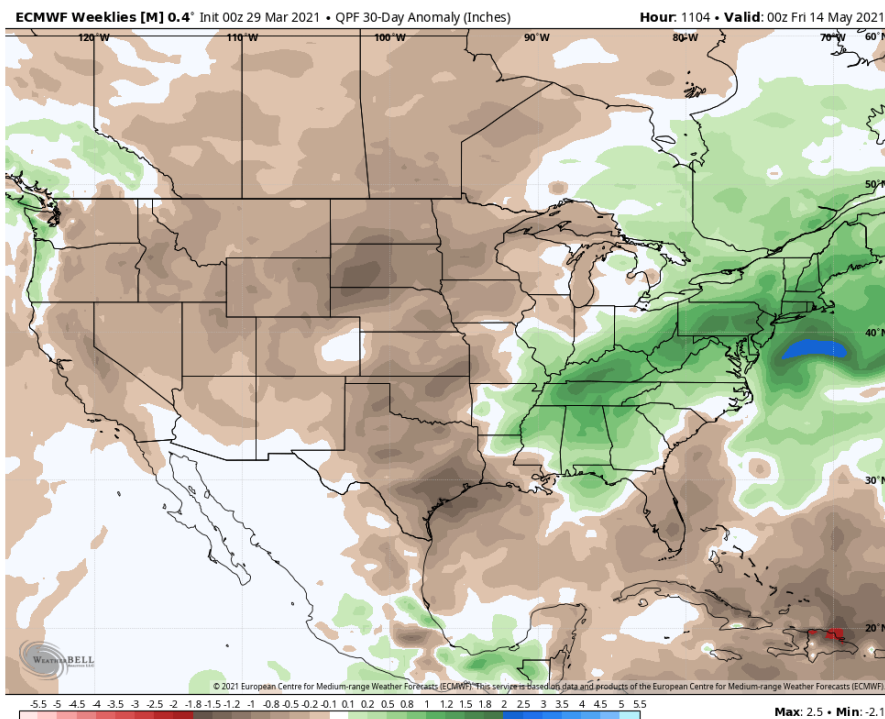 ECMWF Weeklies [M] 0.4° Init 00z 29 Mar 2021 • QPF 30-Day Anomaly (Inches) Hour: 1104 • Valid: 00z Fri 14 May 2021
120°W 110°W 100°W 90°W 80°W 70°W 60°N
50°N
40°N
30°N
20°N
WEATHERBELL
© 2021 European Centre for Medium-range Weather Forecasts (ECMWF). This service is based on data and products of the European Centre for Medium-range Weather Forecasts (ECMWF).
-5.5 -5 -4.5 -4 -3.5 -3 -2.5 -2 -1.8 -1.5 -1.2 -1 -0.8 -0.5 -0.2 -0.1 0.1 0.2 0.5 0.8 1 1.2 1.5 1.8 2 2.5 3 3.5 4 4.5 5 5.5 Max: 2.5 • Min: -2.1